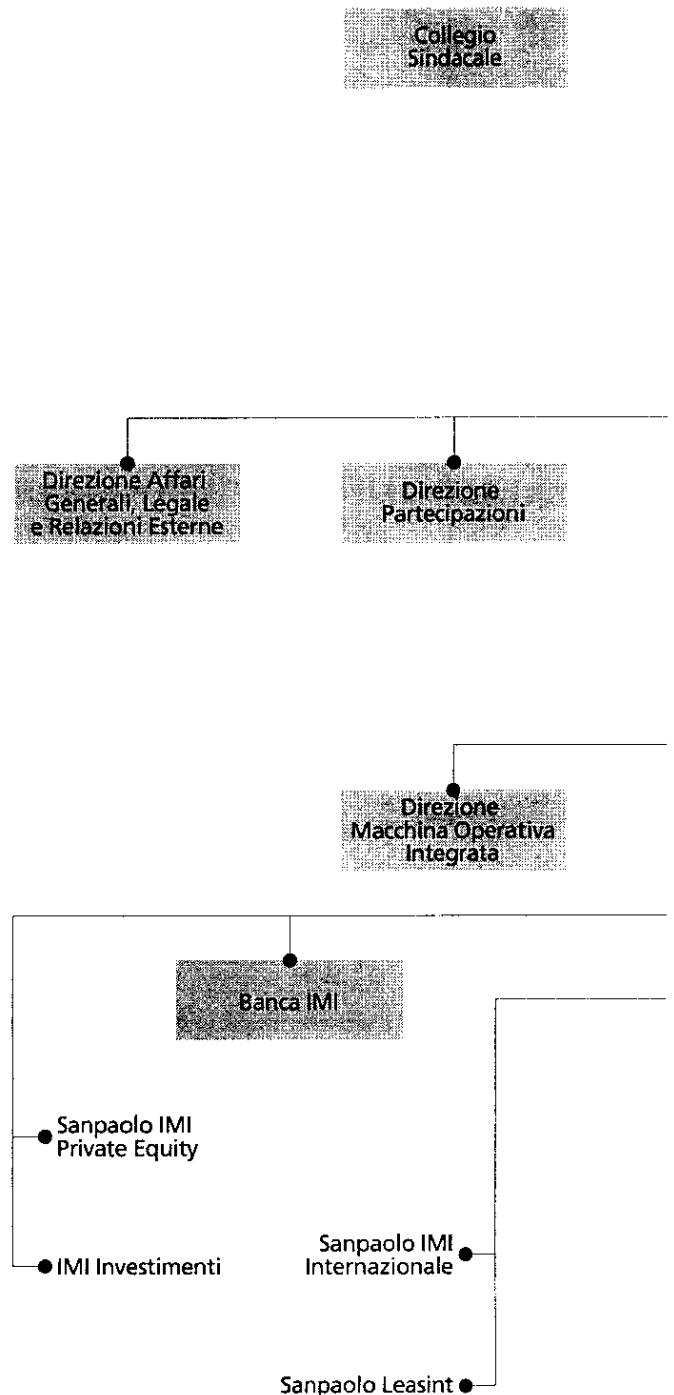 Collegio
Sindacale
Direzione Affari
Generali, Legale
e Relazioni Esterne
Direzione
Partecipazioni
Direzione
Macchina Operativa
Integrata
Banca IMI
Sanpaolo IMI
Private Equity
IMI Investimenti
Sanpaolo IMI
Internazionale
Sanpaolo Leasint